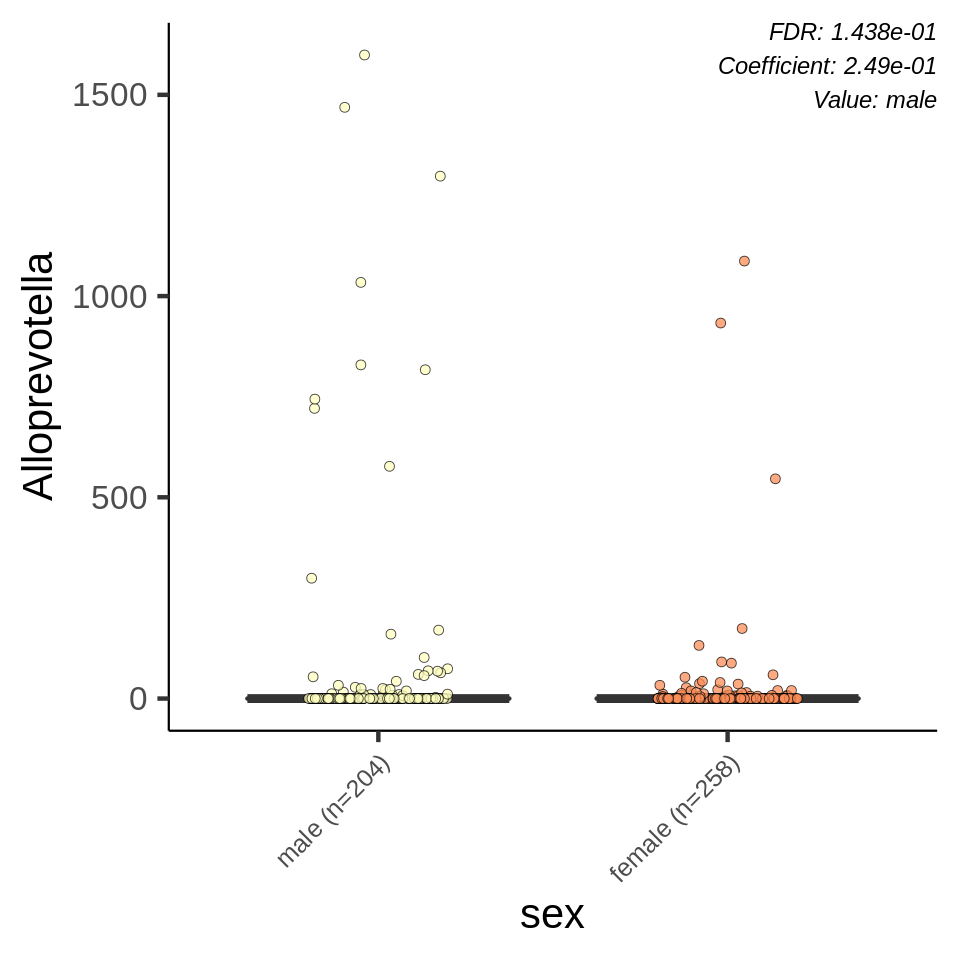 FDR: 1.438e-01
Coefficient: 2.49e-01
Value: male
1500
1000
500
0
Alloprevotella
male (n=204)
female (n=258)
sex